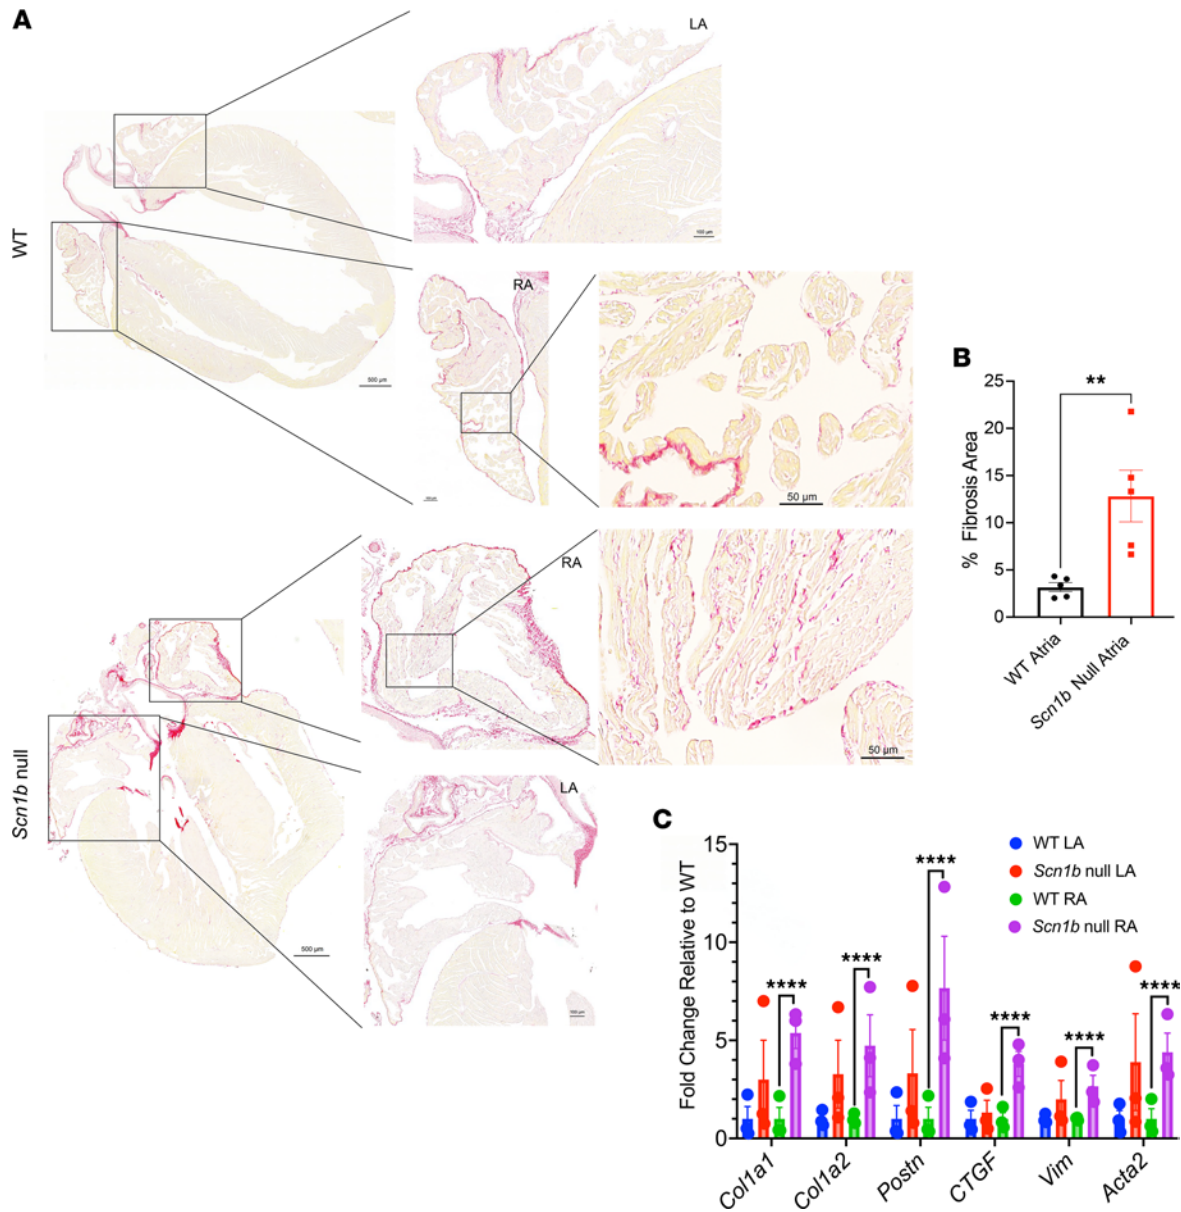 A
LA
WT
100 µm
RA
500 µm
50 µm
B
25
20
15
10
5
0
% Fibrosis Area
**
WT Atria
Scn1b Null Atria
RA
Scn1b null
50 µm
LA
500 µm
C
WT LA
Scn1b null LA
WT RA
Scn1b null RA
15
10
5
0
Fold Change Relative to WT
****
****
****
****
****
****
Col1a1
Col1a2
Postn
CTGF
Vim
Acta2